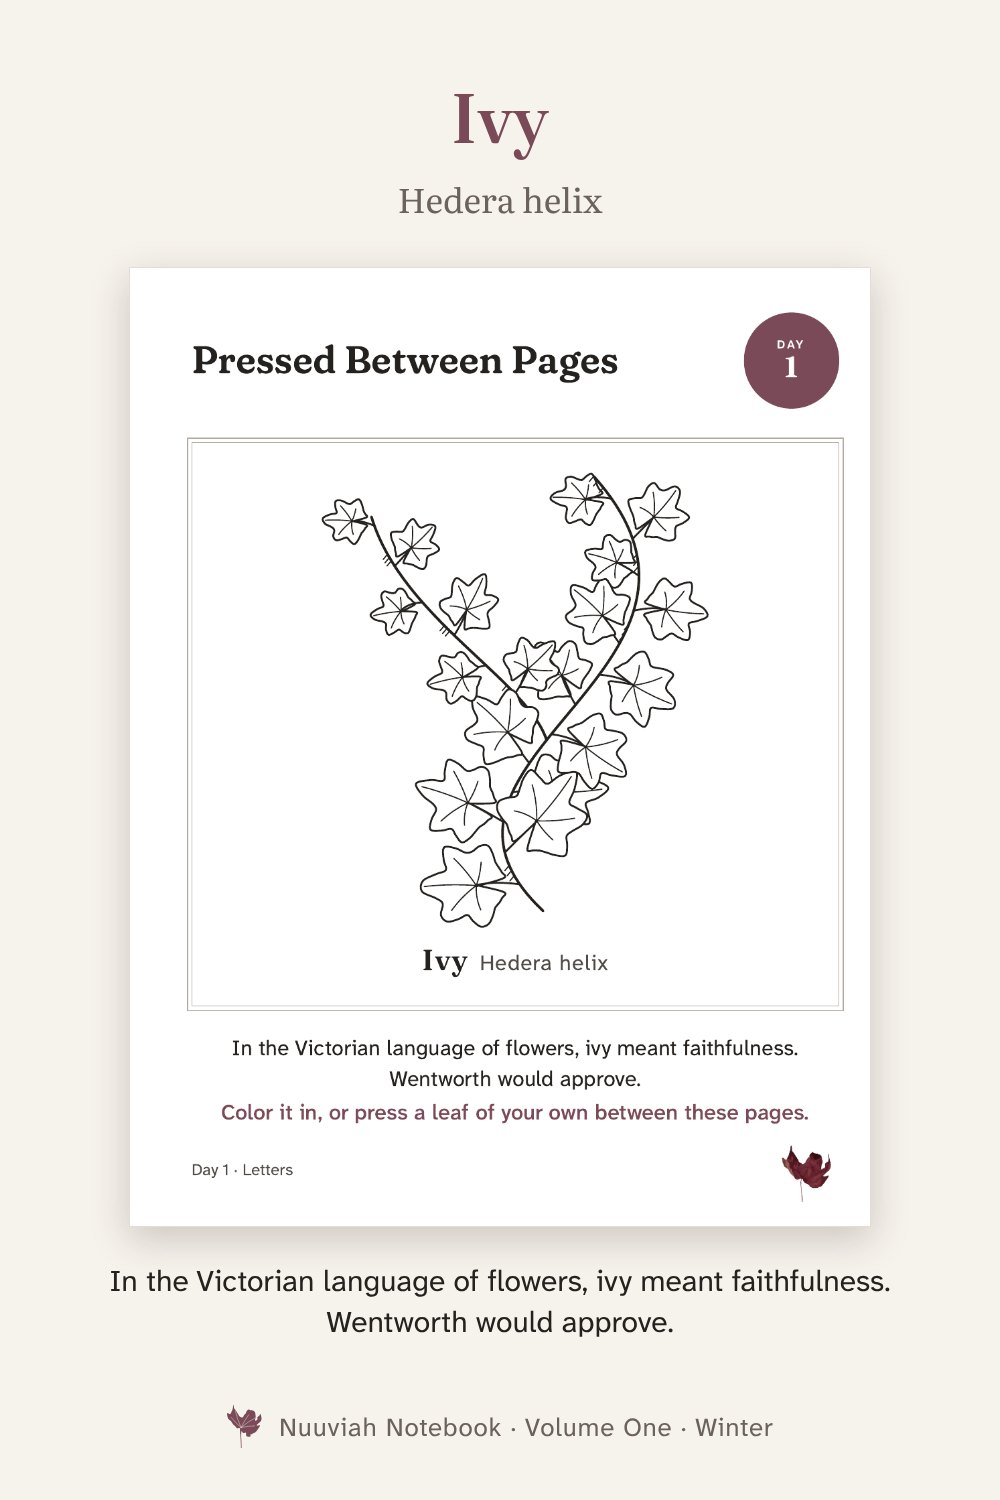 Ivy
Hedera helix
Pressed Between Pages
DAY
1
Ivy Hedera helix
In the Victorian language of flowers, ivy meant faithfulness.
Wentworth would approve.
Color it in, or press a leaf of your own between these pages.
Day 1 · Letters
In the Victorian language of flowers, ivy meant faithfulness.
Wentworth would approve.
Nuuviah Notebook · Volume One · Winter